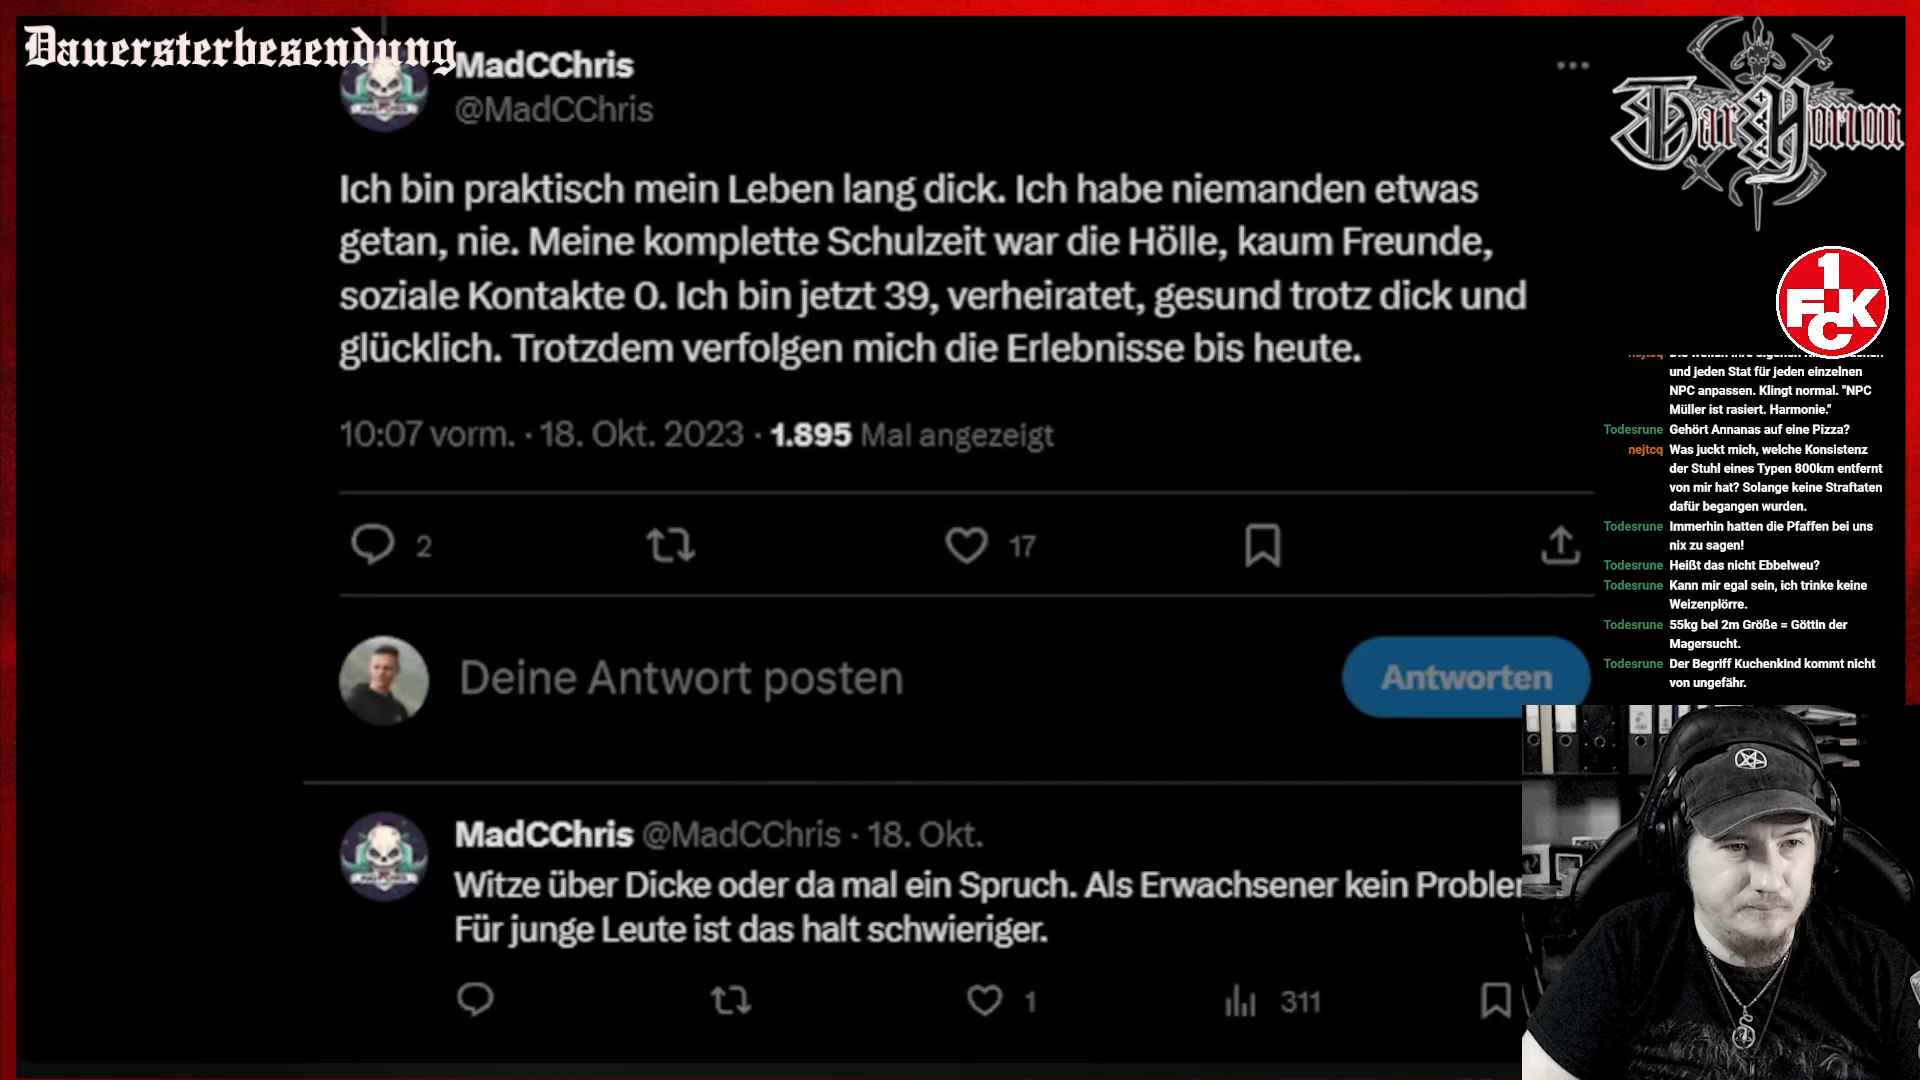 Dauersterbesendung
MadCChris
@MadCChris
Ich bin praktisch mein Leben lang dick. Ich habe niemanden etwas
getan, nie. Meine komplette Schulzeit war die Hölle, kaum Freunde,
soziale Kontakte 0. Ich bin jetzt 39, verheiratet, gesund trotz dick und
glücklich. Trotzdem verfolgen mich die Erlebnisse bis heute.
10:07 vorm. · 18. Okt. 2023 · 1.895 Mal angezeigt
2
17
Deine Antwort posten
Antworten
MadCChris @MadCChris · 18. Okt.
Witze über Dicke oder da mal ein Spruch. Als Erwachsener kein
Für junge Leute ist das halt schwieriger.
1
311
1
FCK
und jeden Stat für jeden einzelnen
NPC anpassen. Klingt normal. "NPC
Müller ist rasiert. Harmonie."
Todesrune Gehört Annanas auf eine Pizza?
nejtcq Was juckt mich, welche Konsistenz
der Stuhl eines Typen 800km entfernt
von mir hat? Solange keine Straftaten
dafür begangen wurden.
Todesrune Immerhin hatten die Pfaffen bei uns
nix zu sagen!
Todesrune Heißt das nicht Ebbelweu?
Todesrune Kann mir egal sein, ich trinke keine
Weizenplörre.
Todesrune 55kg bei 2m Größe = Göttin der
Magersucht.
Todesrune Der Begriff Kuchenkind kommt nicht
von ungefähr.